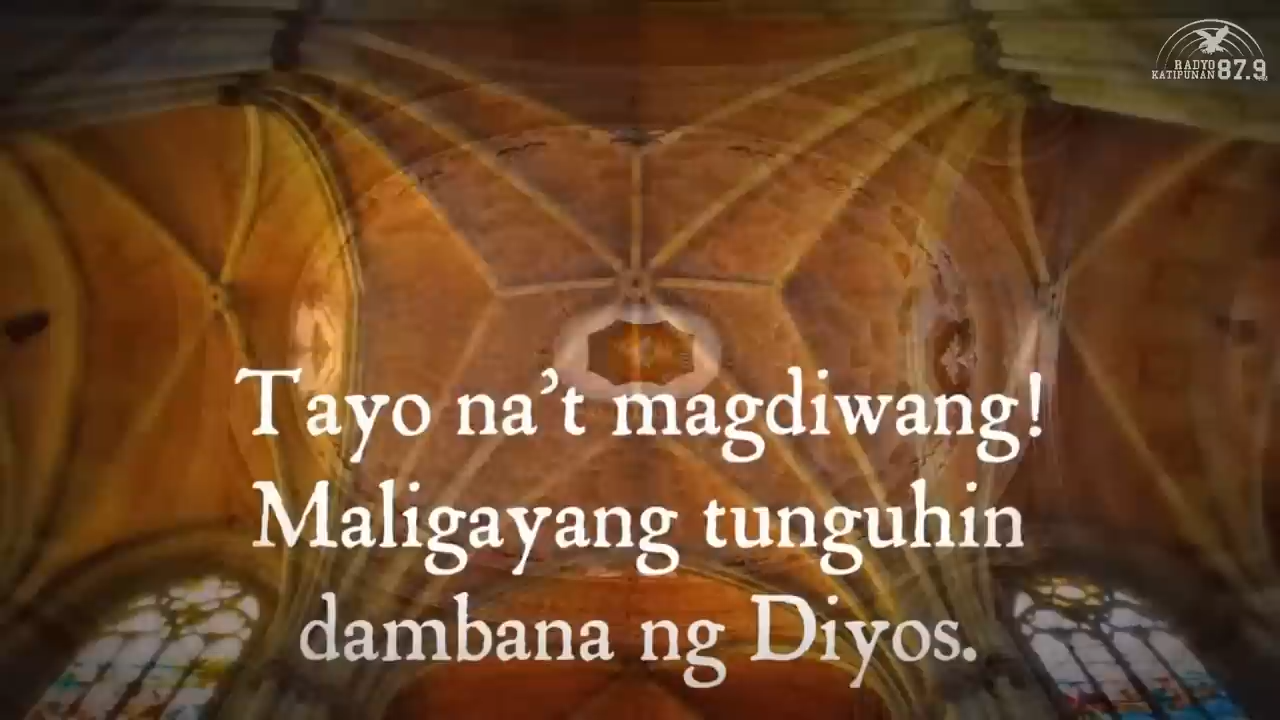 RADYO
KATIPUNAN 87.9
Tayo na't magdiwang!
Maligayang tunguhin
dambana ng Diyos.